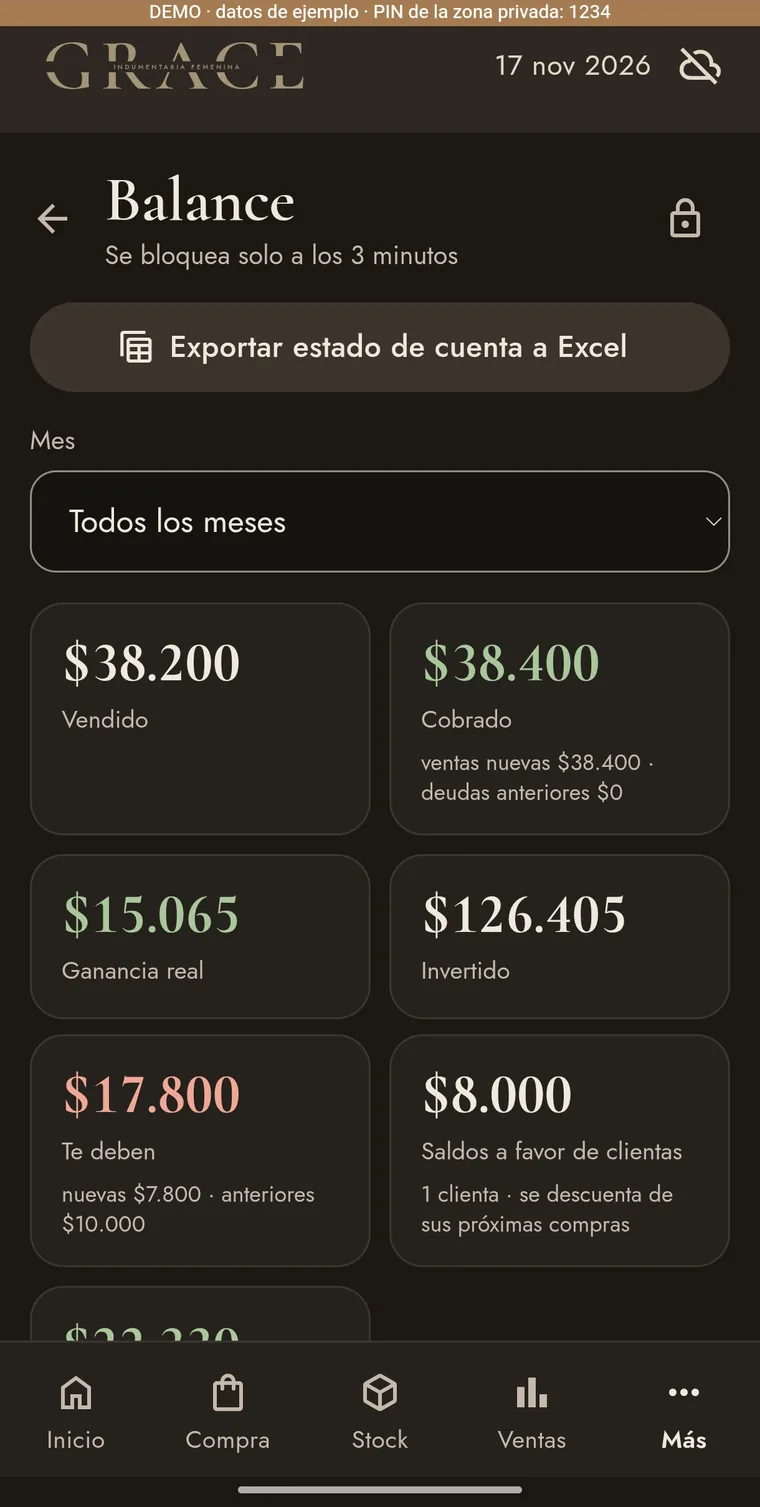 DEMO · datos de ejemplo · PIN de la zona privada: 1234
GRACE
INDUMENTARIA FEMENINA
17 nov 2026
Balance
Se bloquea solo a los 3 minutos
Exportar estado de cuenta a Excel
Mes
Todos los meses
$38.200
Vendido
$38.400
Cobrado
ventas nuevas $38.400 ·
deudas anteriores $0
$15.065
Ganancia real
$126.405
Invertido
$17.800
Te deben
nuevas $7.800 · anteriores
$10.000
$8.000
Saldos a favor de clientas
1 clienta · se descuenta de
sus próximas compras
Inicio
Compra
Stock
Ventas
Más